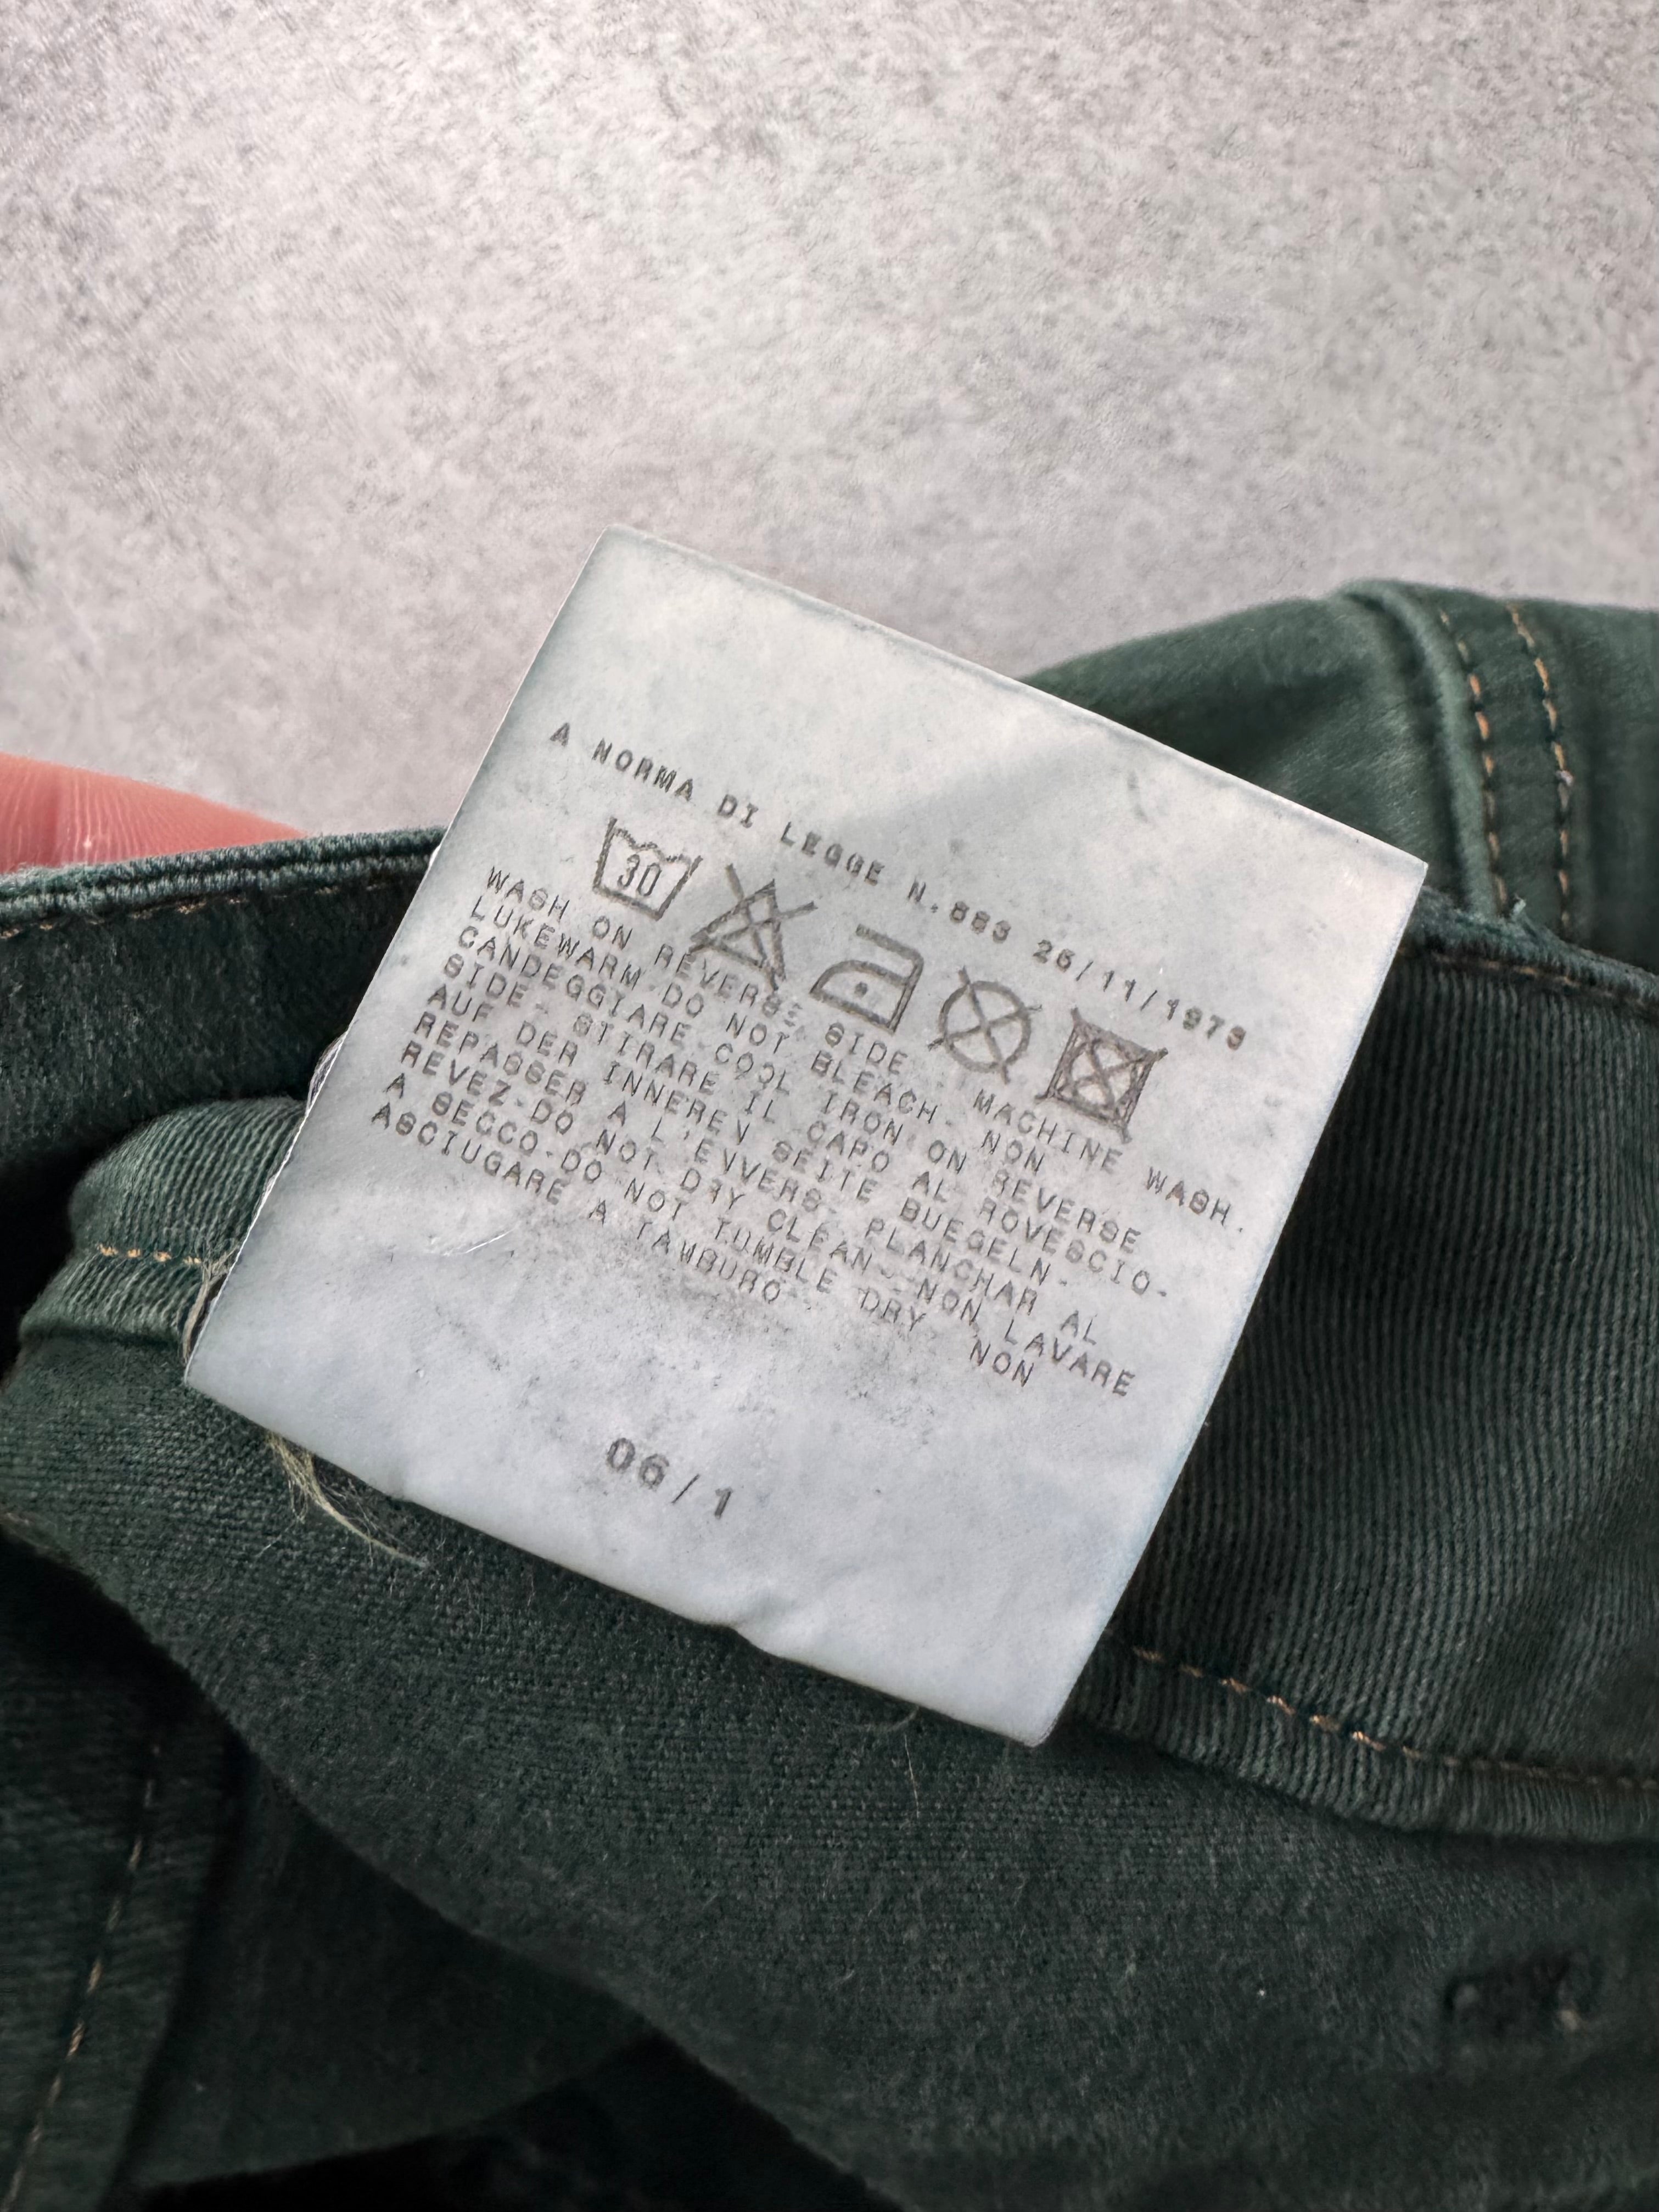 A NORMA DI LEGGE N.883 26/11/1973
30
WASH ON REVERSE SIDE. MACHINE WASH.
LUKEWARM-DO NOT BLEACH. NON
CANDEGGIARE-COOL IRON ON REVERSE
SIDE- STIRARE IL CAPO AL ROVESCIO-
AUF DER INNEREN SEITE BUEGELN-
REPASSER A L'ENVERS- PLANCHAR AL
REVEZ-DO NOT DRY CLEAN--NON LAVARE
A SECCO-DO NOT TUMBLE DRY NON
ASCIUGARE A TAMBURO
06/1